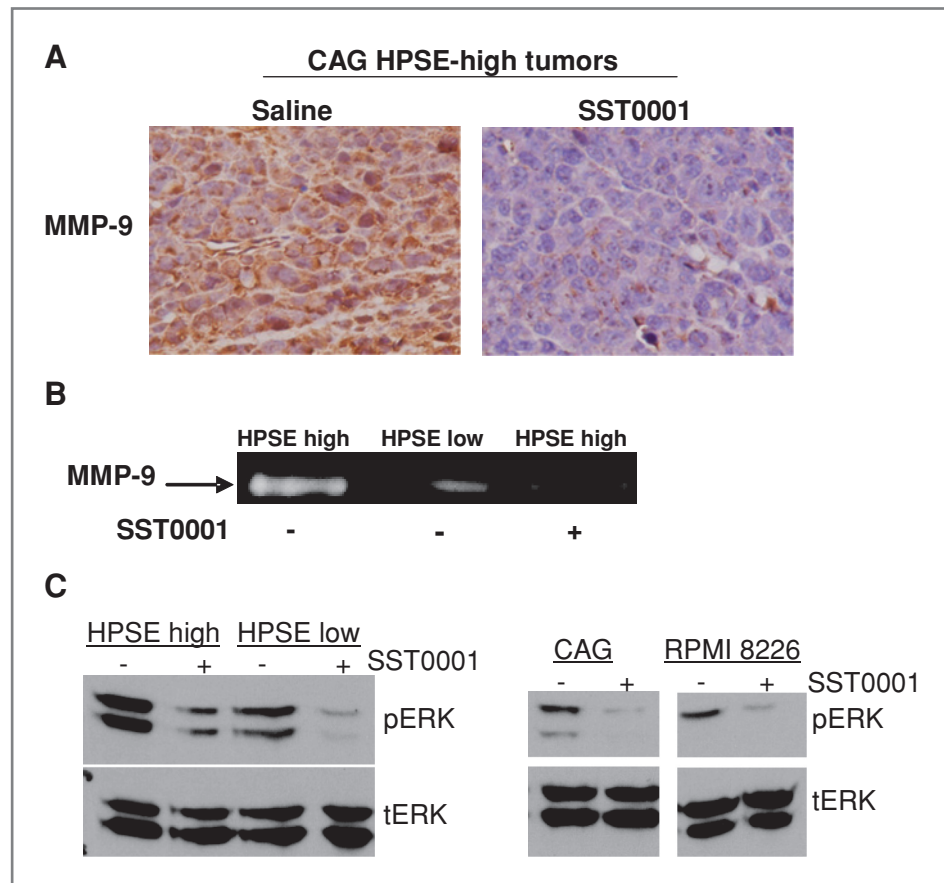 A
CAG HPSE-high tumors
Saline SST0001
MMP-9
B
HPSE high HPSE low HPSE high
MMP-9
SST0001 - - +
C
HPSE high HPSE low
- + - + SST0001
pERK
tERK
CAG RPMI 8226
- + - + SST0001
pERK
tERK